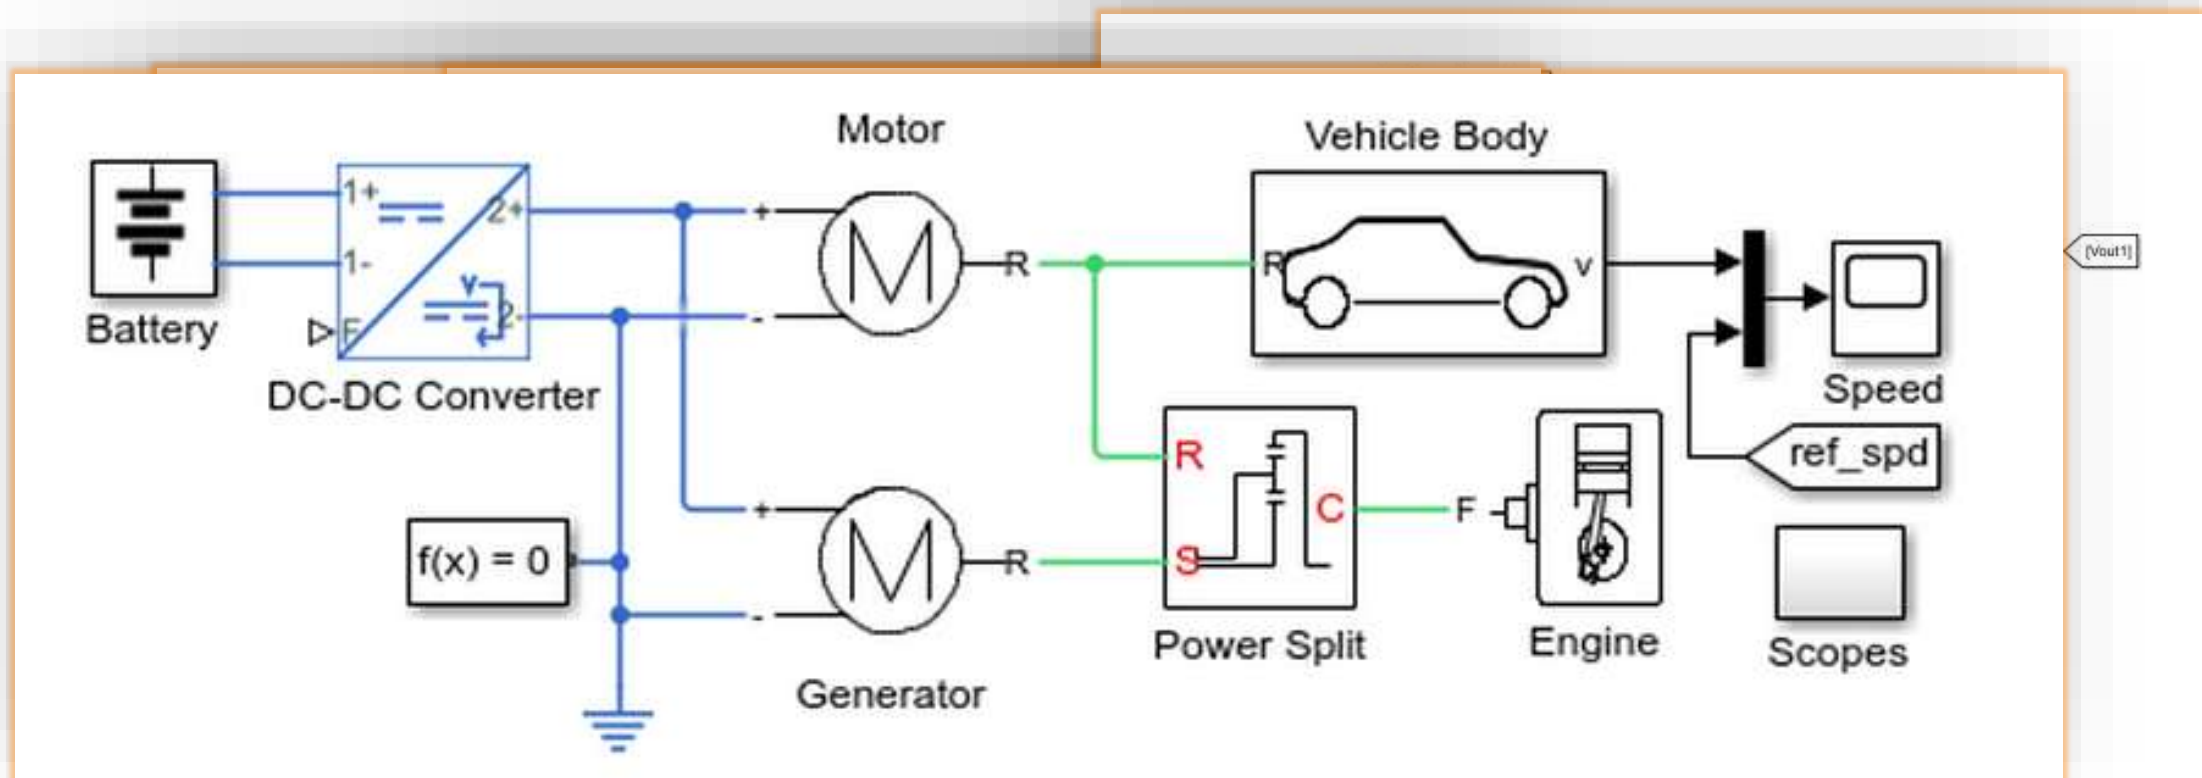 Motor
Vehicle Body
[Vout1]
1+
2+
+
M
R
R
v
1-
v
2-
-
F
Battery
DC-DC Converter
Speed
ref_spd
R
C
F
+
M
R
S
f(x) = 0
-
Power Split
Engine
Scopes
Generator